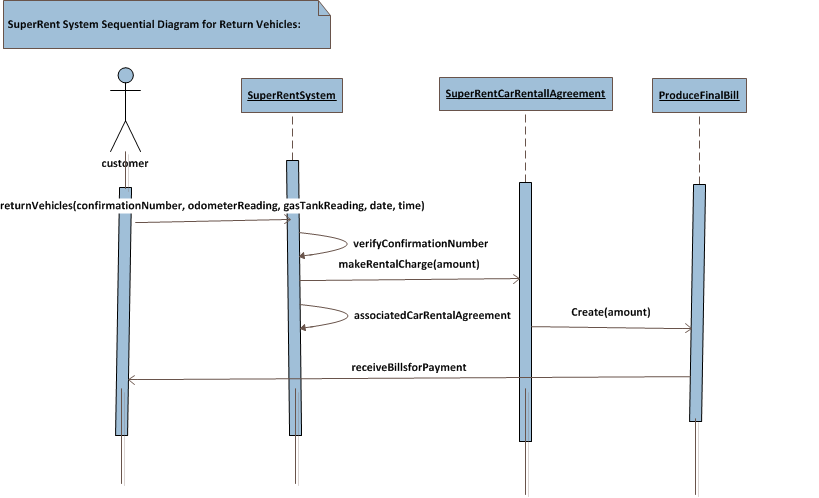 SuperRent System Sequential Diagram for Return Vehicles:
SuperRentSystem
SuperRentCarRentallAgreement
ProduceFinalBill
customer
returnVehicles(confirmationNumber, odometerReading, gasTankReading, date, time)
verifyConfirmationNumber
makeRentalCharge(amount)
associatedCarRentalAgreement
Create(amount)
receiveBillsforPayment